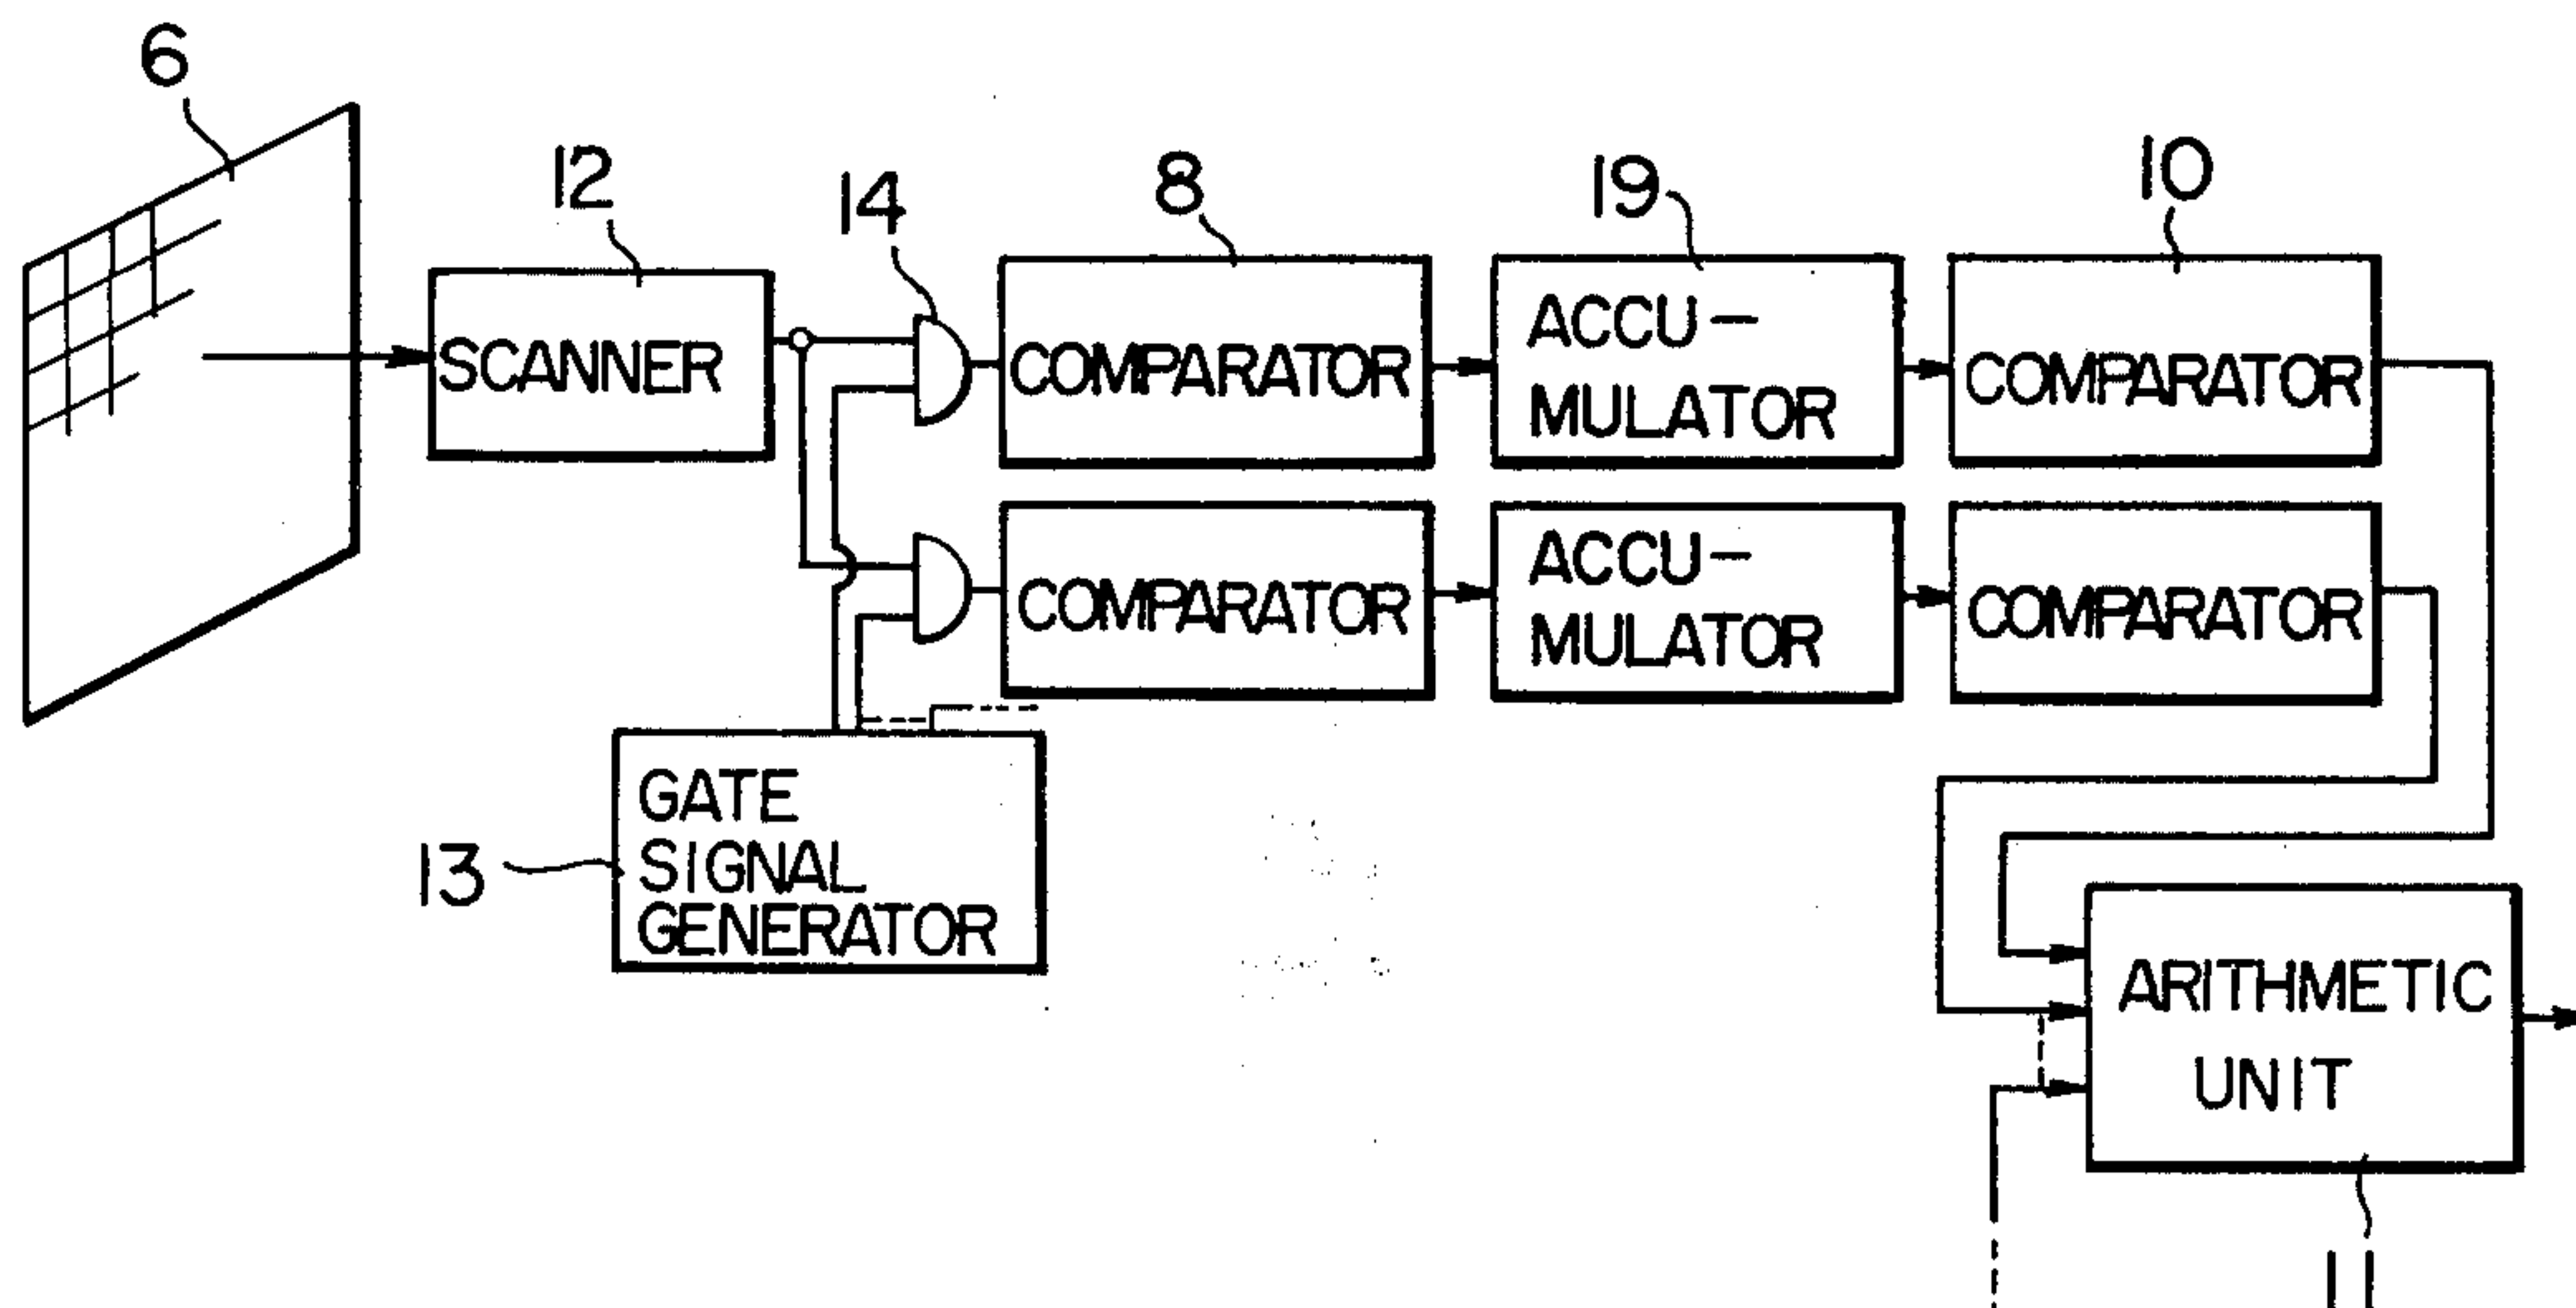 6
12
14
8
19
10
SCANNER
COMPARATOR
ACCU-
MULATOR
COMPARATOR
COMPARATOR
ACCU-
MULATOR
COMPARATOR
13
GATE
SIGNAL
GENERATOR
ARITHMETIC
UNIT
11